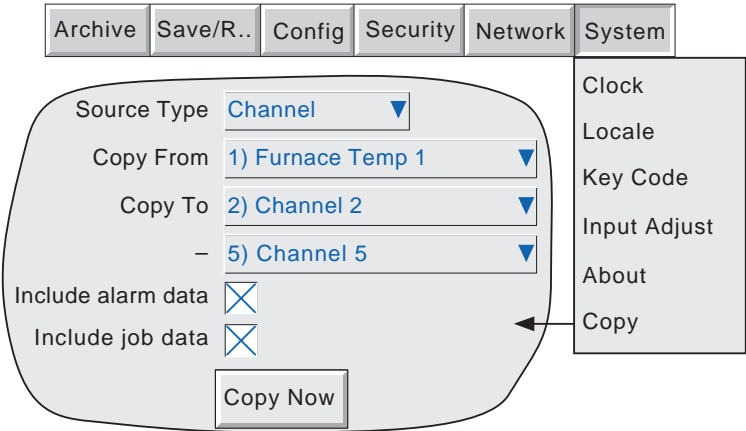 Archive Save/R.. Config Security Network System
Clock
Locale
Key Code
Input Adjust
About
Copy
Source Type Channel
Copy From 1) Furnace Temp 1
Copy To 2) Channel 2
– 5) Channel 5
Include alarm data
Include job data
Copy Now